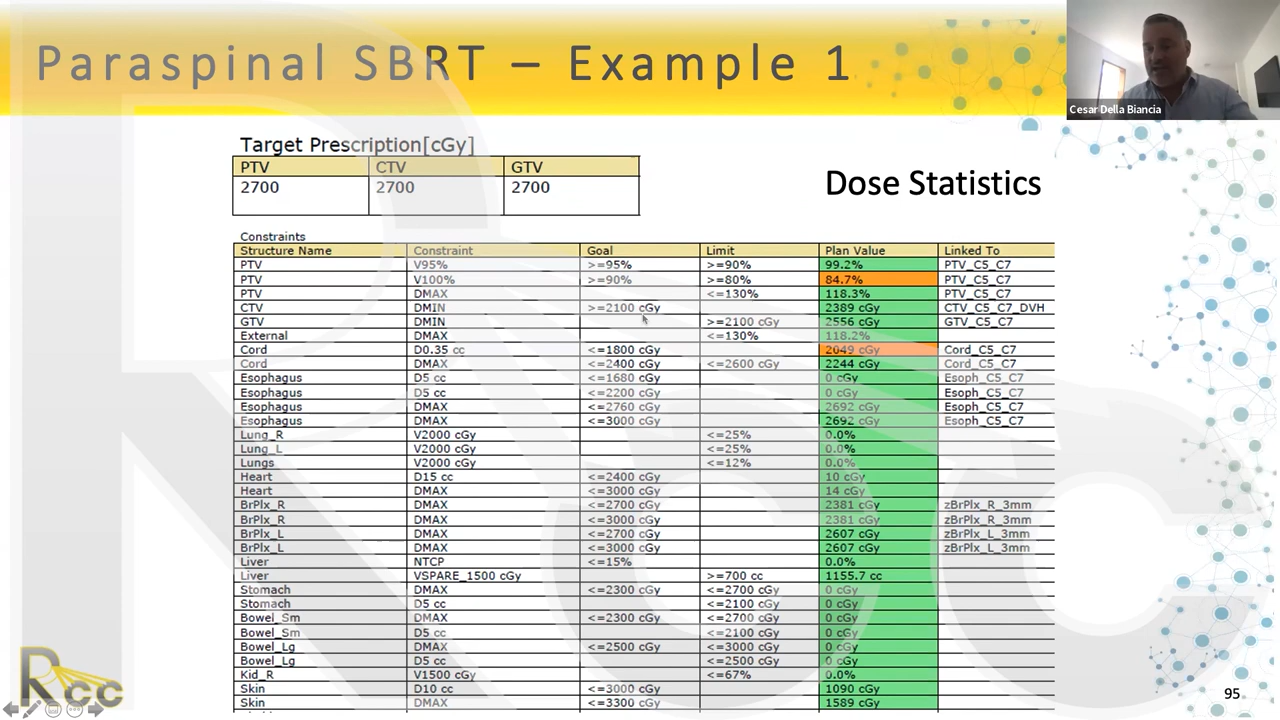 Paraspinal SBRT – Example 1
Cesar Della Biancia
Target Prescription[cGy]
PTV CTV GTV
2700 2700 2700
Dose Statistics
Constraints
Structure Name Constraint Goal Limit Plan Value Linked To
PTV V95% >=95% >=90% 99.2% PTV_C5_C7
PTV V100% >=90% >=80% 84.7% PTV_C5_C7
PTV DMAX <=130% 118.3% PTV_C5_C7
CTV DMIN >=2100 cGy 2389 cGy CTV_C5_C7_DVH
GTV DMIN >=2100 cGy 2556 cGy GTV_C5_C7
External DMAX <=130% 118.2%
Cord D0.35 cc <=1800 cGy 2049 cGy Cord_C5_C7
Cord DMAX <=2400 cGy <=2600 cGy 2244 cGy Cord_C5_C7
Esophagus D5 cc <=1680 cGy 0 cGy Esoph_C5_C7
Esophagus D5 cc <=2200 cGy 0 cGy Esoph_C5_C7
Esophagus DMAX <=2760 cGy 2692 cGy Esoph_C5_C7
Esophagus DMAX <=3000 cGy 2692 cGy Esoph_C5_C7
Lung_R V2000 cGy <=25% 0.0%
Lung_L V2000 cGy <=25% 0.0%
Lungs V2000 cGy <=12% 0.0%
Heart D15 cc <=2400 cGy 10 cGy
Heart DMAX <=3000 cGy 14 cGy
BrPlx_R DMAX <=2700 cGy 2381 cGy zBrPlx_R_3mm
BrPlx_R DMAX <=3000 cGy 2381 cGy zBrPlx_R_3mm
BrPlx_L DMAX <=2700 cGy 2607 cGy zBrPlx_L_3mm
BrPlx_L DMAX <=3000 cGy 2607 cGy zBrPlx_L_3mm
Liver NTCP <=15% 0.0%
Liver VSPARE_1500 cGy >=700 cc 1155.7 cc
Stomach DMAX <=2300 cGy <=2700 cGy 0 cGy
Stomach D5 cc <=2100 cGy 0 cGy
Bowel_Sm DMAX <=2300 cGy <=2700 cGy 0 cGy
Bowel_Sm D5 cc <=2100 cGy 0 cGy
Bowel_Lg DMAX <=2500 cGy <=3000 cGy 0 cGy
Bowel_Lg D5 cc <=2500 cGy 0 cGy
Kid_R V1500 cGy <=67% 0.0%
Skin D10 cc <=3000 cGy 1090 cGy
Skin DMAX <=3300 cGy 1589 cGy
Rcc
95